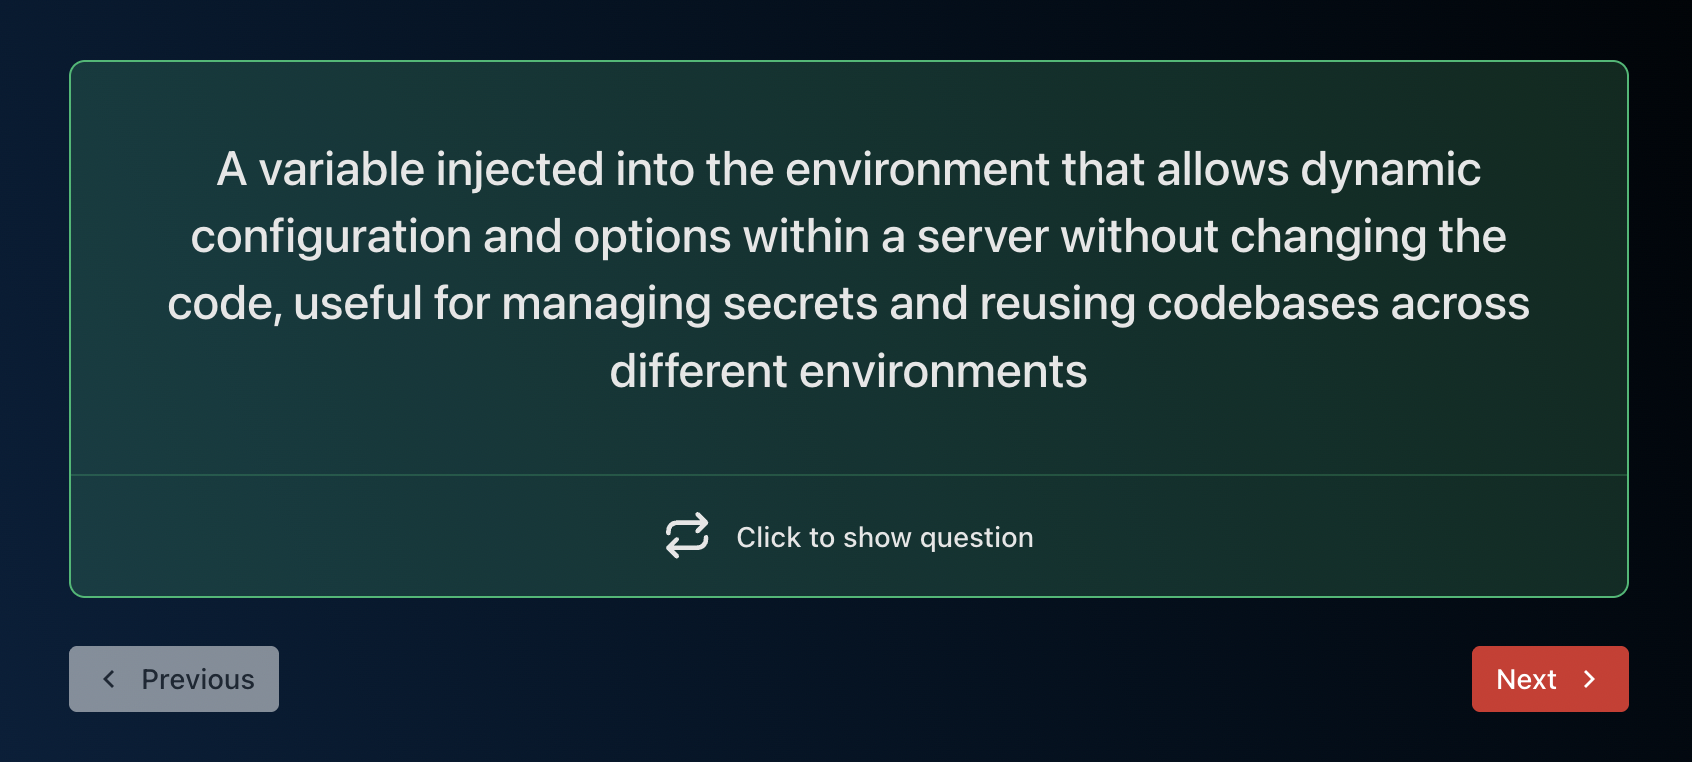 A variable injected into the environment that allows dynamic
configuration and options within a server without changing the
code, useful for managing secrets and reusing codebases across
different environments
Click to show question
Previous
Next